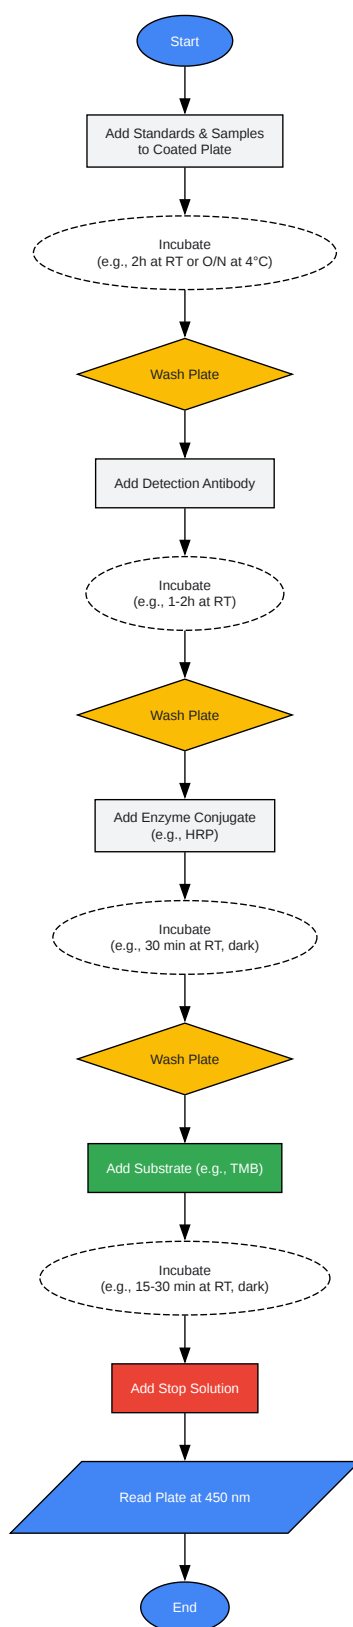 Start
Add Standards & Samples
to Coated Plate
Incubate
(e.g., 2h at RT or O/N at 4°C)
Wash Plate
Add Detection Antibody
Incubate
(e.g., 1-2h at RT)
Wash Plate
Add Enzyme Conjugate
(e.g., HRP)
Incubate
(e.g., 30 min at RT, dark)
Wash Plate
Add Substrate (e.g., TMB)
Incubate
(e.g., 15-30 min at RT, dark)
Add Stop Solution
Read Plate at 450 nm
End